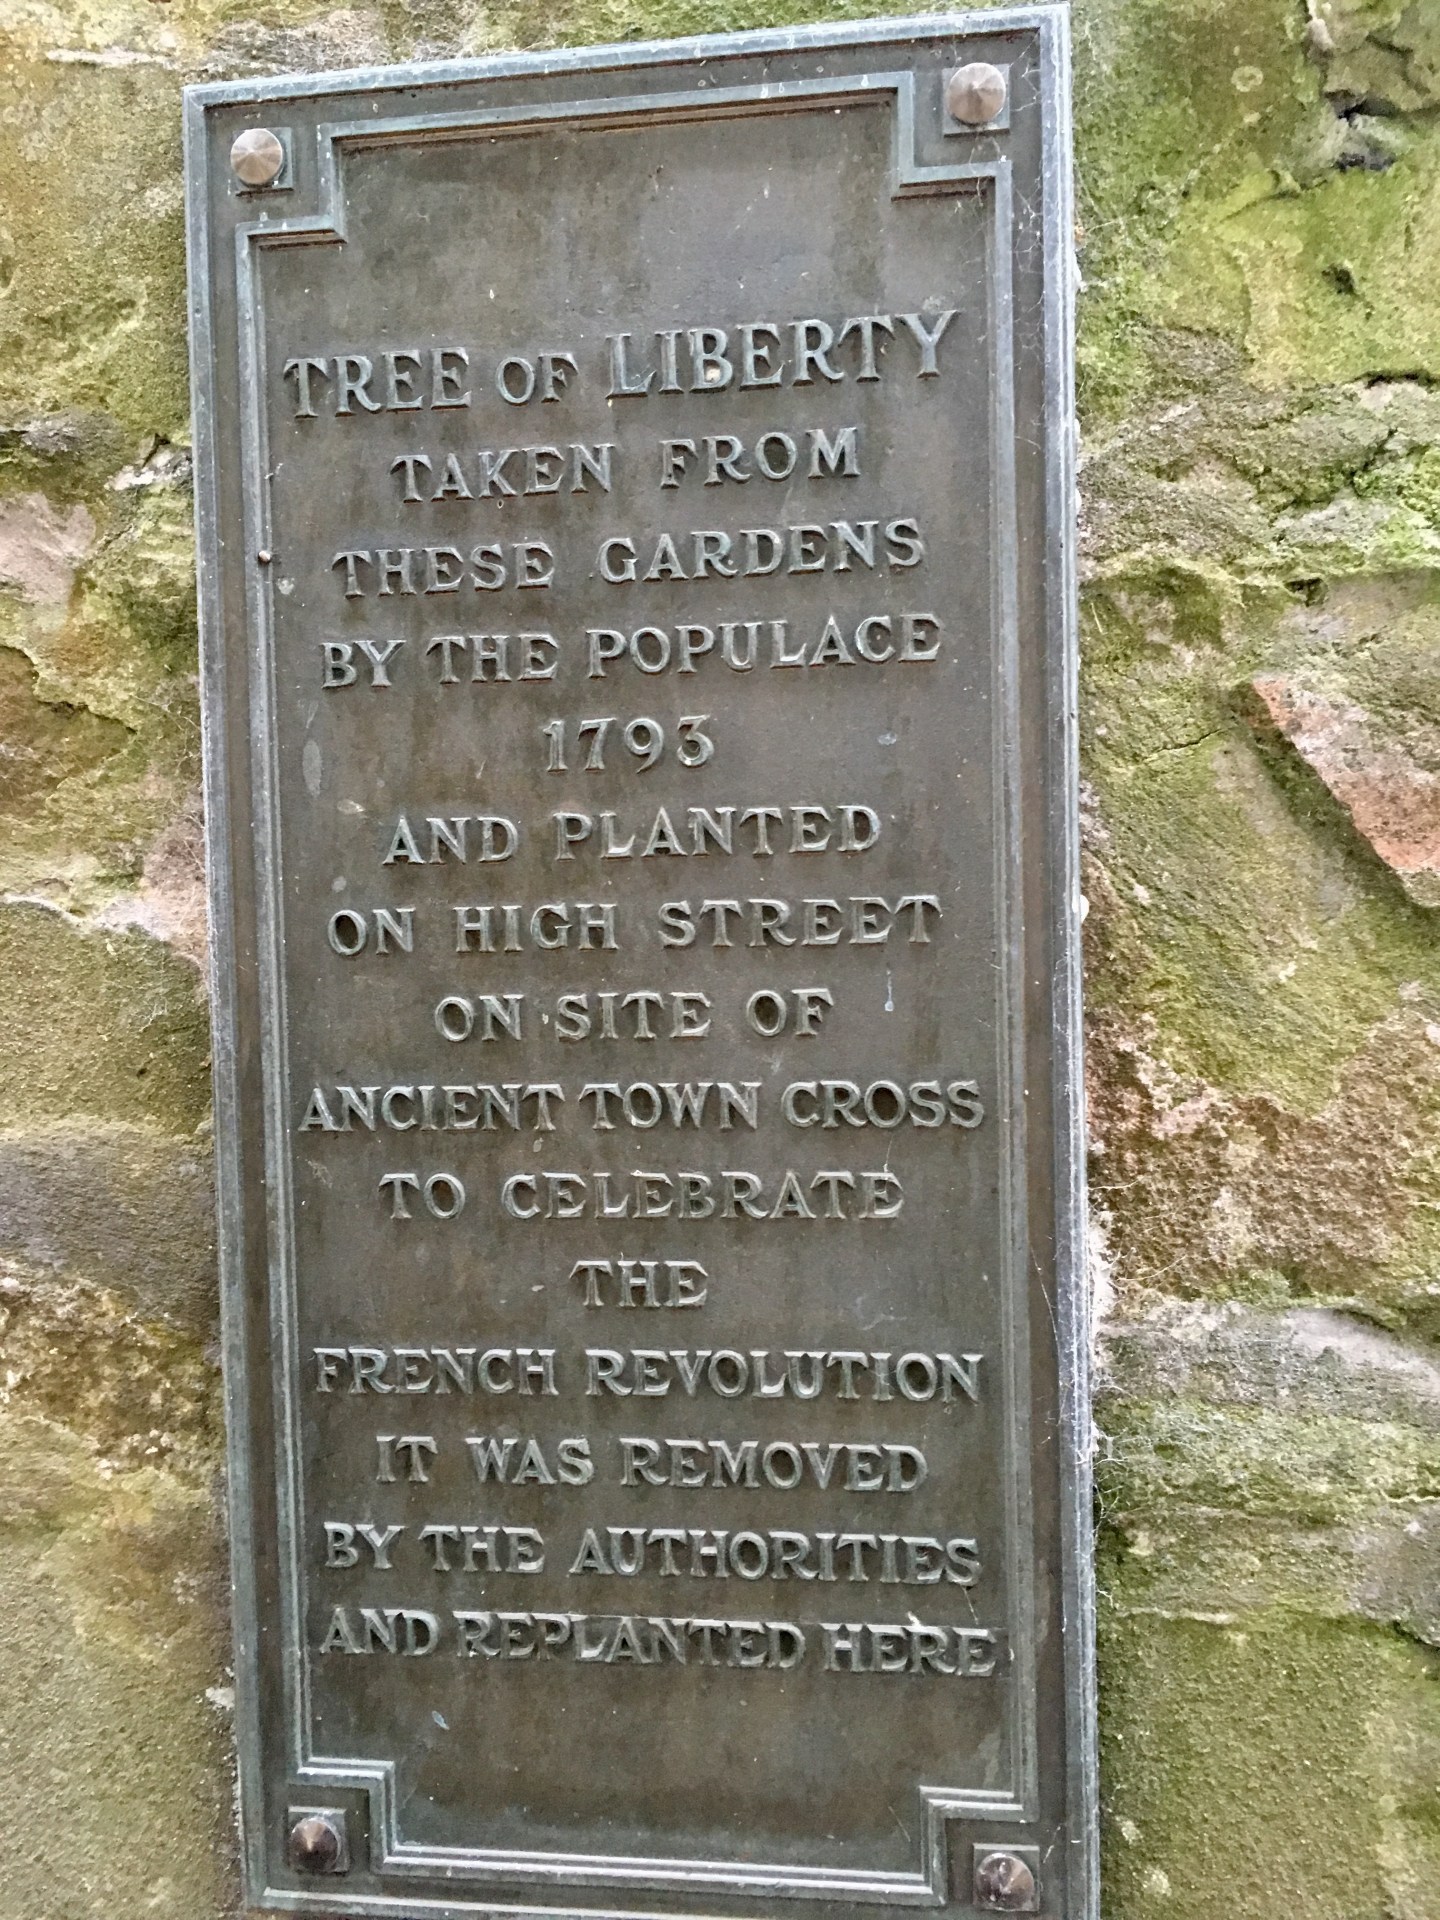 TREE OF LIBERTY
TAKEN FROM
THESE GARDENS
BY THE POPULACE
1793
AND PLANTED
ON HIGH STREET
ON SITE OF
ANCIENT TOWN CROSS
TO CELEBRATE
THE
FRENCH REVOLUTION
IT WAS REMOVED
BY THE AUTHORITIES
AND REPLANTED HERE